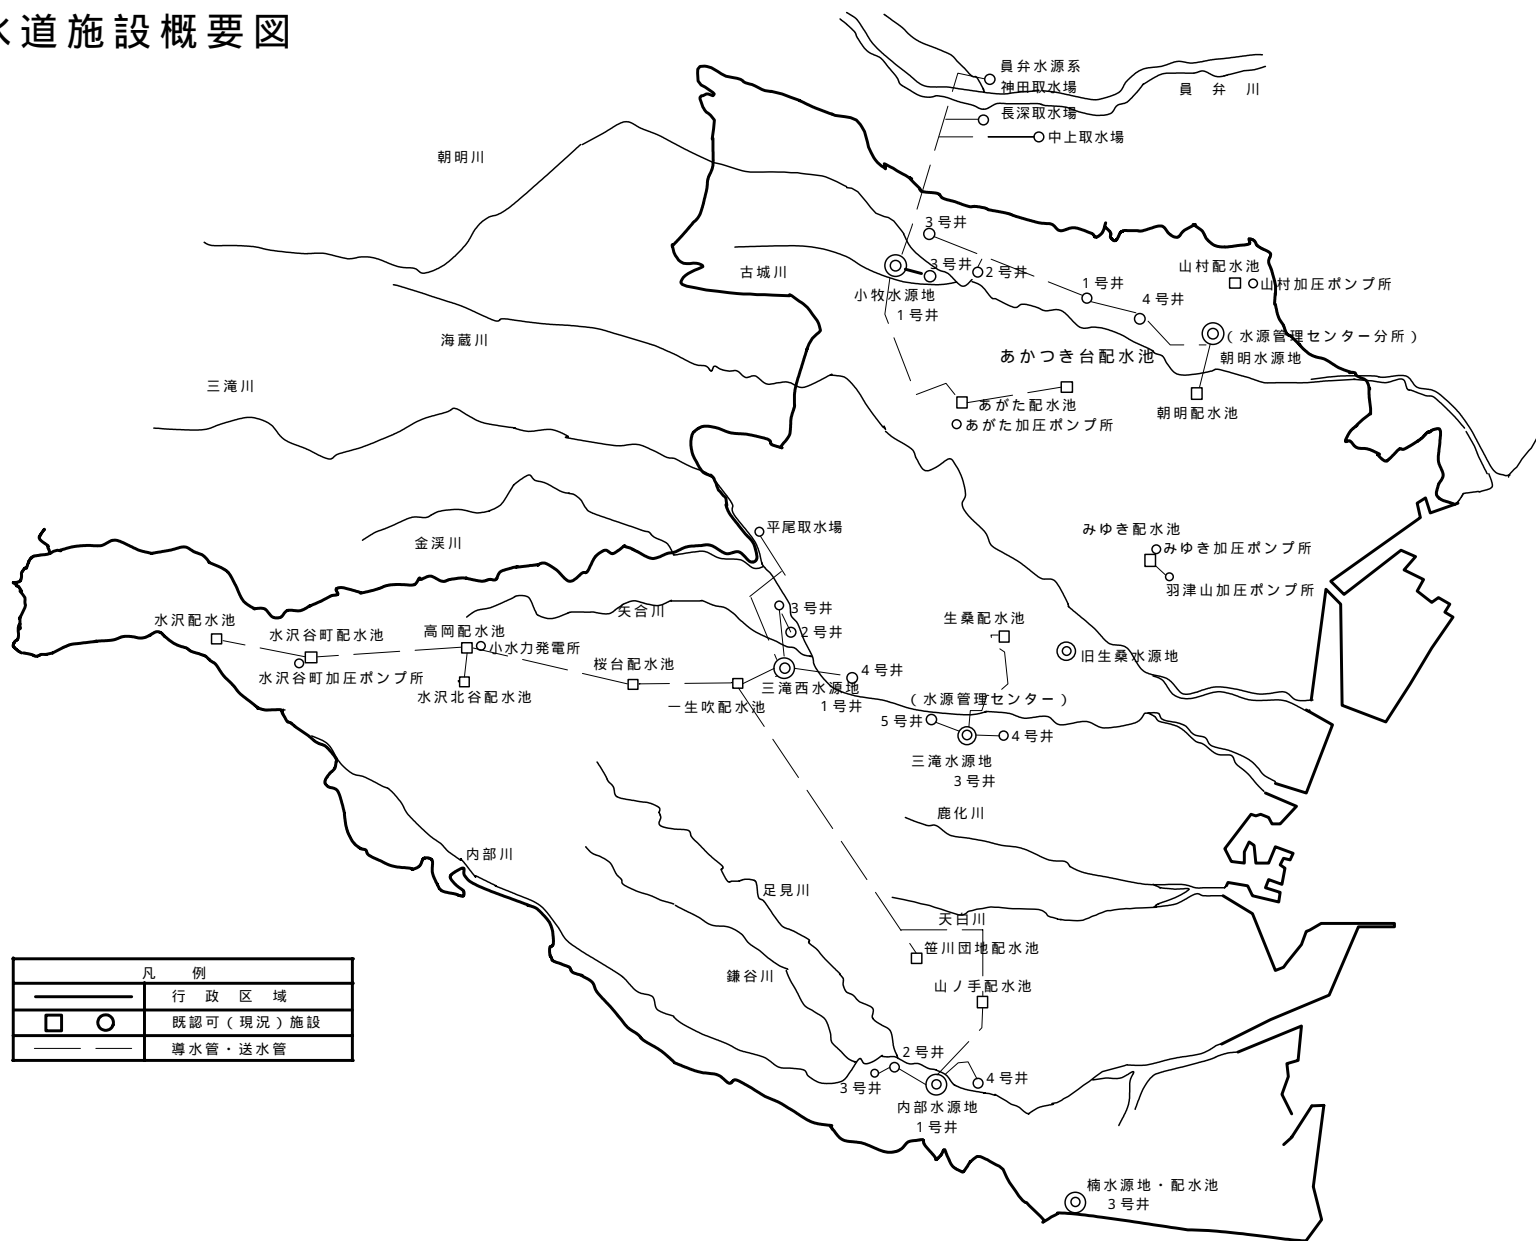 水道施設概要図
員弁水源系
神田取水場
員弁川
長深取水場
中上取水場
朝明川
3号井
古城川
3号井
2号井
山村配水池
1号井
山村加圧ポンプ所
小牧水源地
1号井
4号井
(水源管理センター分所)
朝明水源地
海蔵川
あかつき台配水池
三滝川
あがた配水池
朝明配水池
あがた加圧ポンプ所
平尾取水場
みゆき配水池
金渓川
みゆき加圧ポンプ所
羽津山加圧ポンプ所
矢合川
3号井
水沢配水池
水沢谷町配水池
高岡配水池
2号井
生桑配水池
小水力発電所
旧生桑水源地
桜台配水池
4号井
水沢谷町加圧ポンプ所
三滝西水源地
水沢北谷配水池
一生吹配水池
1号井
(水源管理センター)
5号井
4号井
三滝水源地
3号井
鹿化川
内部川
足見川
天白川
笹川団地配水池
鎌谷川
山ノ手配水池
凡例
行政区域
既認可(現況)施設
導水管・送水管
2号井
3号井
4号井
内部水源地
1号井
楠水源地・配水池
3号井